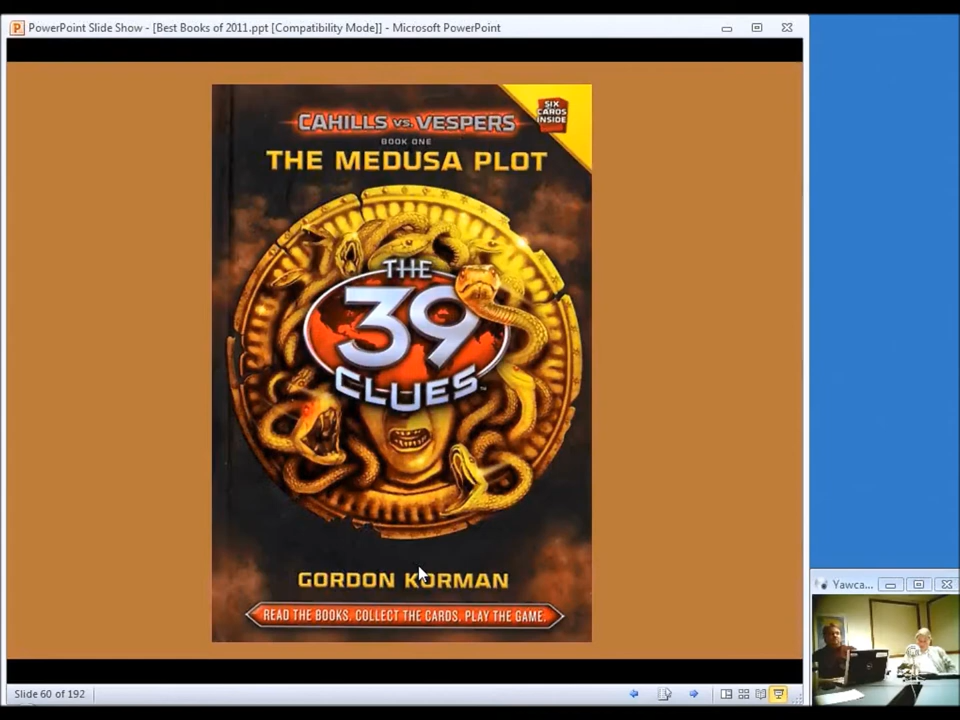 PowerPoint Slide Show - [Best Books of 2011.ppt [Compatibility Mode]] - Microsoft PowerPoint
SIX
CARDS
INSIDE
CAHILLS VS. VESPERS
BOOK ONE
THE MEDUSA PLOT
THE
39
CLUES™
GORDON KORMAN
READ THE BOOKS, COLLECT THE CARDS, PLAY THE GAME.
Yawca...
Slide 60 of 192